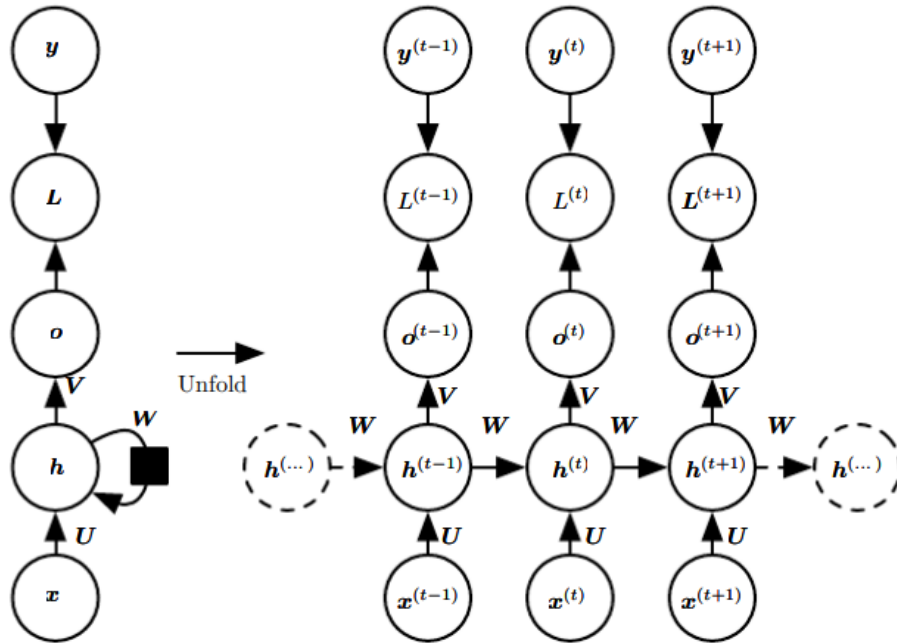 y y^{(t−1)} y^{(t)} y^{(t+1)}
L L^{(t−1)} L^{(t)} L^{(t+1)}
o o^{(t−1)} o^{(t)} o^{(t+1)}
Unfold
V V V V
W W W W W
h h^{(...)} h^{(t−1)} h^{(t)} h^{(t+1)} h^{(...)}
U U U U
x x^{(t−1)} x^{(t)} x^{(t+1)}